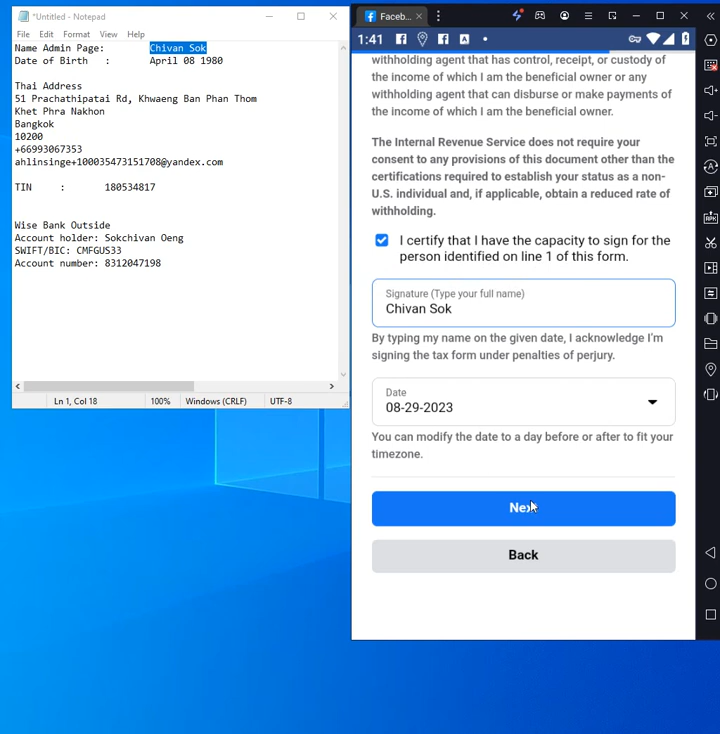 *Untitled - Notepad
File Edit Format View Help
Name Admin Page: Chivan Sok
Date of Birth : April 08 1980
Thai Address
51 Prachathipatai Rd, Khwaeng Ban Phan Thom
Khet Phra Nakhon
Bangkok
10200
+66993067353
ahlinsinge+100035473151708@yandex.com
TIN : 180534817
Wise Bank Outside
Account holder: Sokchivan Oeng
SWIFT/BIC: CMFGUS33
Account number: 8312047198
Ln 1, Col 18 100% Windows (CRLF) UTF-8
Faceb...
1:41
withholding agent that has control, receipt, or custody of
the income of which I am the beneficial owner or any
withholding agent that can disburse or make payments of
the income of which I am the beneficial owner.
The Internal Revenue Service does not require your
consent to any provisions of this document other than the
certifications required to establish your status as a non-
U.S. individual and, if applicable, obtain a reduced rate of
withholding.
I certify that I have the capacity to sign for the
person identified on line 1 of this form.
Signature (Type your full name)
Chivan Sok
By typing my name on the given date, I acknowledge I'm
signing the tax form under penalties of perjury.
Date
08-29-2023
You can modify the date to a day before or after to fit your
timezone.
Next
Back